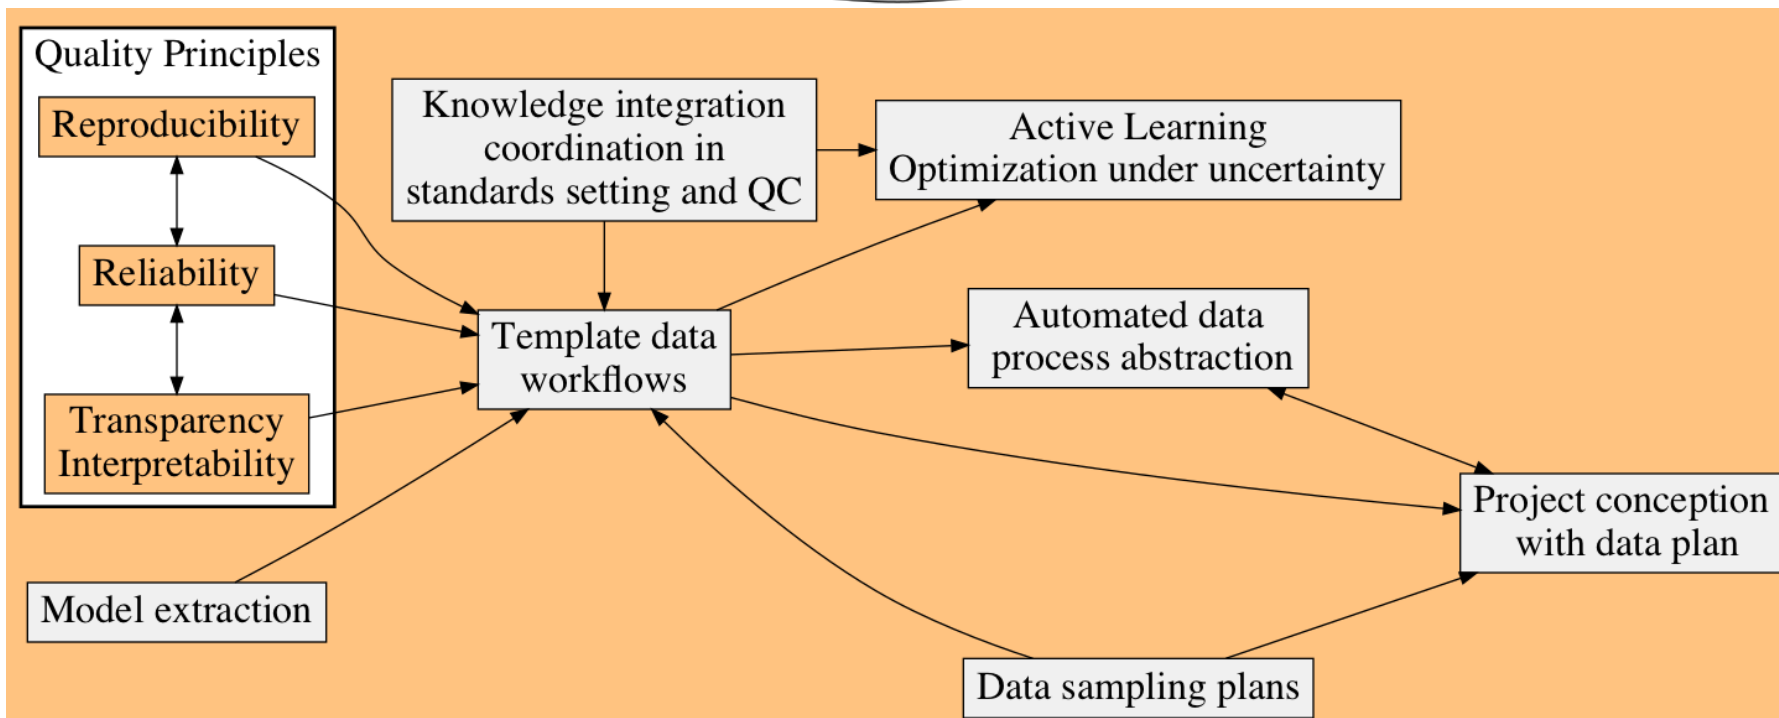 Quality Principles
Reproducibility
Reliability
Transparency
Interpretability
Knowledge integration
coordination in
standards setting and QC
Active Learning
Optimization under uncertainty
Template data
workflows
Automated data
process abstraction
Project conception
with data plan
Model extraction
Data sampling plans